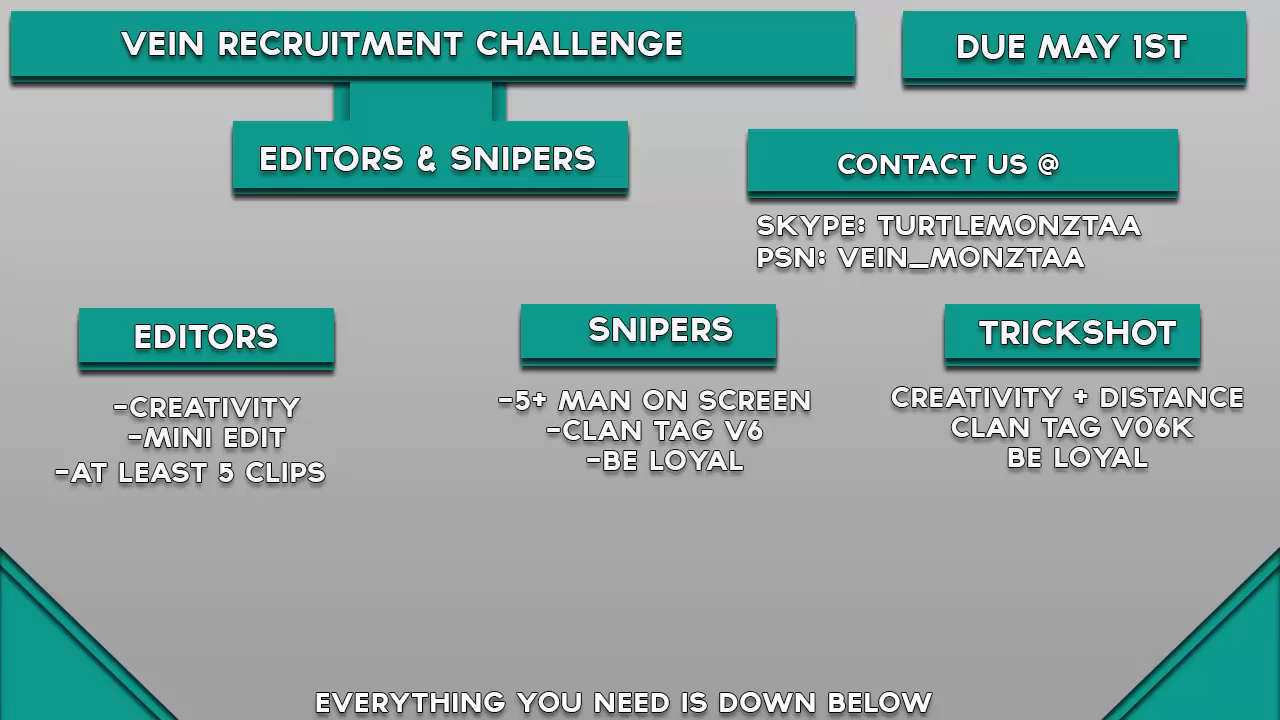 VEIN RECRUITMENT CHALLENGE
DUE MAY 1ST
EDITORS & SNIPERS
CONTACT US @
SKYPE: TURTLEMONZTAA
PSN: VEIN_MONZTAA
EDITORS
-CREATIVITY
-MINI EDIT
-AT LEAST 5 CLIPS
SNIPERS
-5+ MAN ON SCREEN
-CLAN TAG V6
-BE LOYAL
TRICKSHOT
CREATIVITY + DISTANCE
CLAN TAG V06K
BE LOYAL
EVERYTHING YOU NEED IS DOWN BELOW